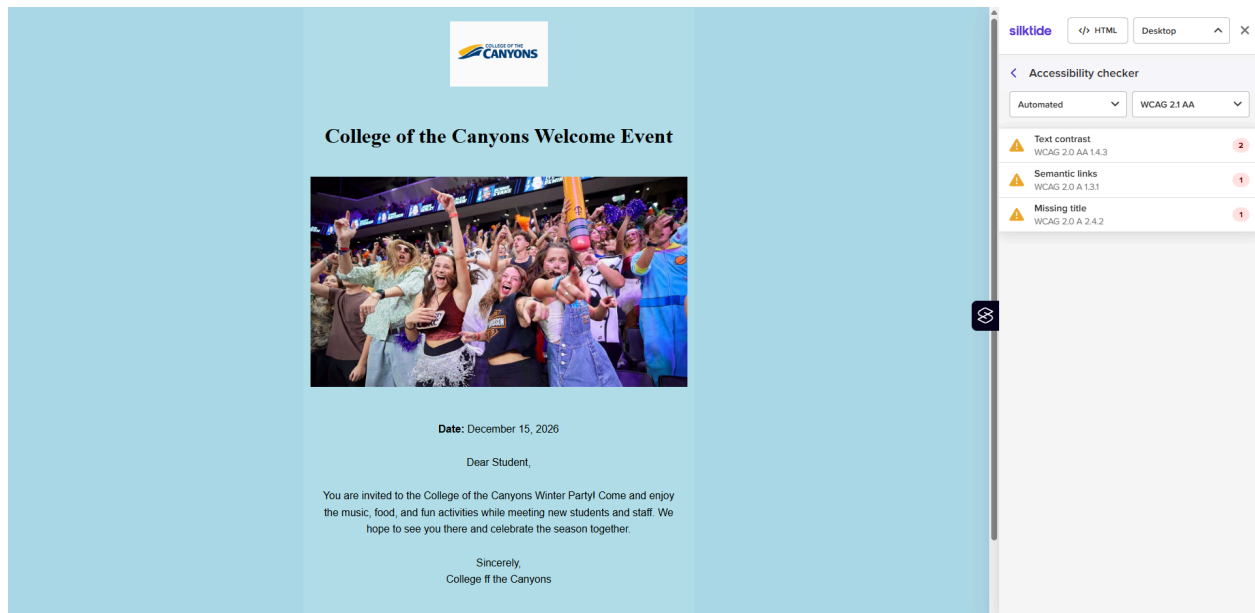 COLLEGE OF THE
CANYONS
College of the Canyons Welcome Event
Date: December 15, 2026
Dear Student,
You are invited to the College of the Canyons Winter Party! Come and enjoy
the music, food, and fun activities while meeting new students and staff. We
hope to see you there and celebrate the season together.
Sincerely,
College ff the Canyons
silktide
</> HTML
Desktop
Accessibility checker
Automated
WCAG 2.1 AA
Text contrast
WCAG 2.0 AA 1.4.3
2
Semantic links
WCAG 2.0 A 1.3.1
1
Missing title
WCAG 2.0 A 2.4.2
1